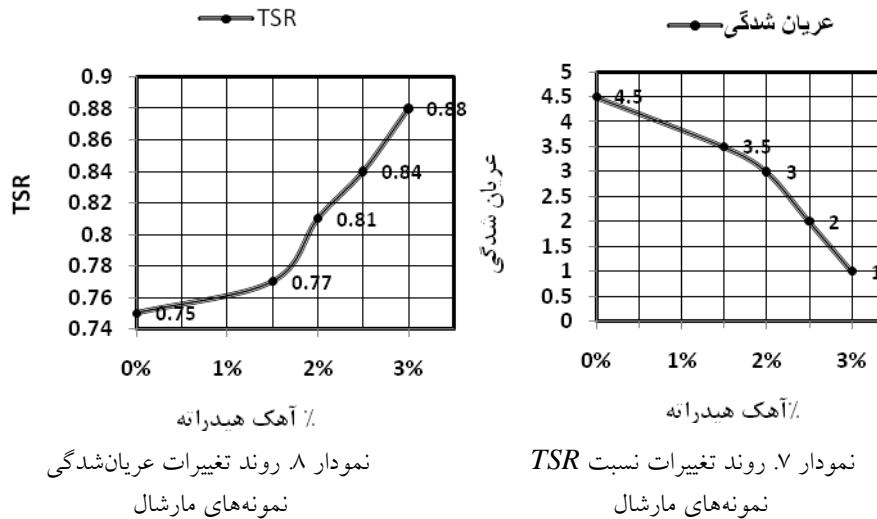 TSR
0.9
0.88
0.86
0.84
0.82
0.8
0.78
0.76
0.74
TSR
0.75
0.77
0.81
0.84
0.88
0% 1% 2% 3%
٪ آهک هیدراته
نمودار ۸. روند تغییرات عریان‌شدگی
نمونه‌های مارشال
عریان شدگی
5
4.5
4
3.5
3
2.5
2
1.5
1
0.5
0
عریان شدگی
4.5
3.5
3
2
1
0% 1% 2% 3%
٪آهک هیدراته
نمودار ۷. روند تغییرات نسبت TSR
نمونه‌های مارشال